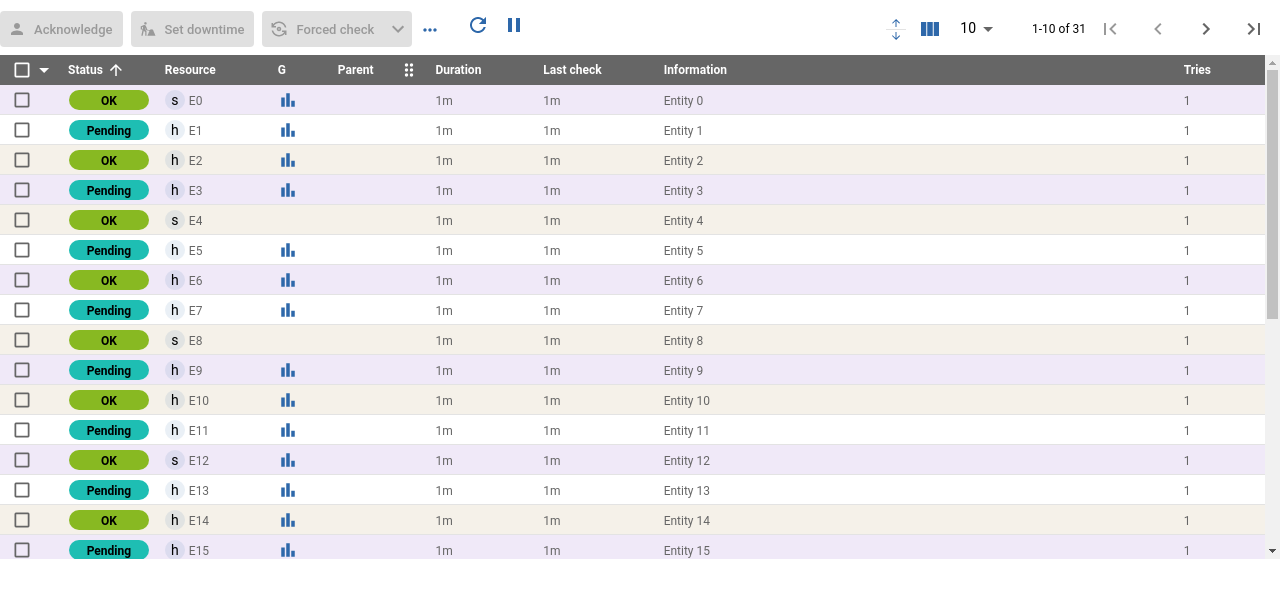 Acknowledge Set downtime Forced check 10 1-10 of 31
Status Resource G Parent Duration Last check Information Tries
OK s E0 1m 1m Entity 0 1
Pending h E1 1m 1m Entity 1 1
OK h E2 1m 1m Entity 2 1
Pending h E3 1m 1m Entity 3 1
OK s E4 1m 1m Entity 4 1
Pending h E5 1m 1m Entity 5 1
OK h E6 1m 1m Entity 6 1
Pending h E7 1m 1m Entity 7 1
OK s E8 1m 1m Entity 8 1
Pending h E9 1m 1m Entity 9 1
OK h E10 1m 1m Entity 10 1
Pending h E11 1m 1m Entity 11 1
OK s E12 1m 1m Entity 12 1
Pending h E13 1m 1m Entity 13 1
OK h E14 1m 1m Entity 14 1
Pending h E15 1m 1m Entity 15 1